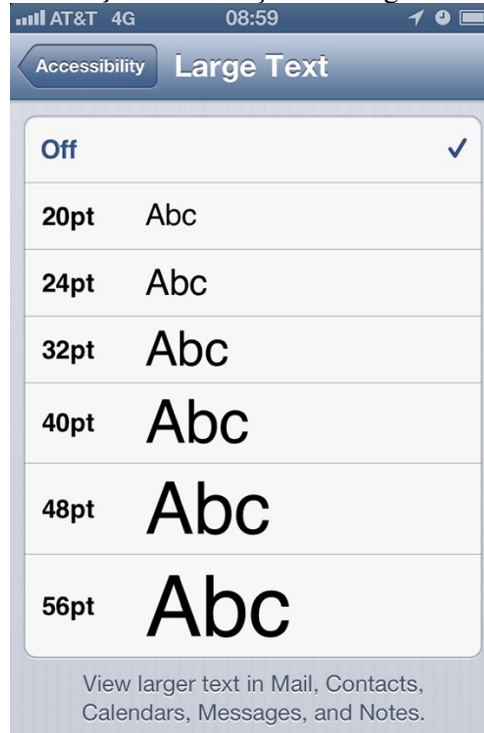 AT&T 4G 08:59
Accessibility Large Text
Off
20pt Abc
24pt Abc
32pt Abc
40pt Abc
48pt Abc
56pt Abc
View larger text in Mail, Contacts,
Calendars, Messages, and Notes.